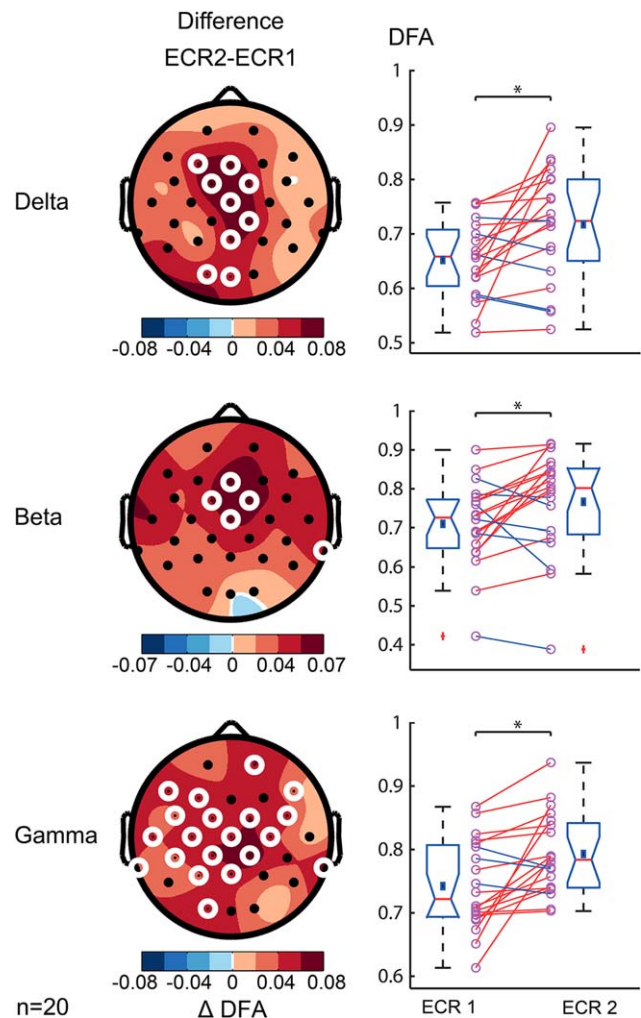 Difference
ECR2-ECR1
DFA
Delta
-0.08 -0.04 0 0.04 0.08
1
0.9
0.8
0.7
0.6
0.5
*
Beta
-0.07 -0.04 0 0.04 0.07
1
0.9
0.8
0.7
0.6
0.5
0.4
*
Gamma
-0.08 -0.04 0 0.04 0.08
1
0.9
0.8
0.7
0.6
*
n=20
Δ DFA
ECR 1
ECR 2